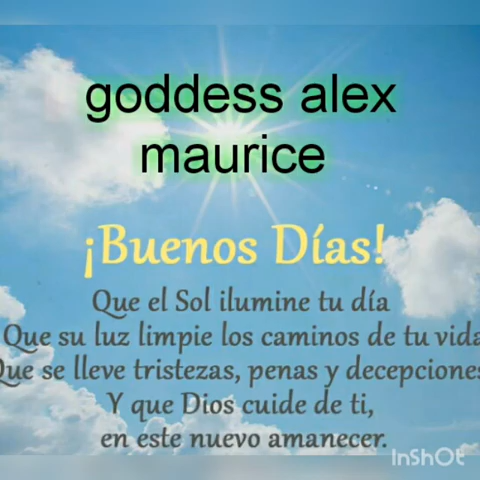 goddess alex
maurice
¡Buenos Días!
Que el Sol ilumine tu día
Que su luz limpie los caminos de tu vida
Que se lleve tristezas, penas y decepciones
Y que Dios cuide de ti,
en este nuevo amanecer.
InShOt